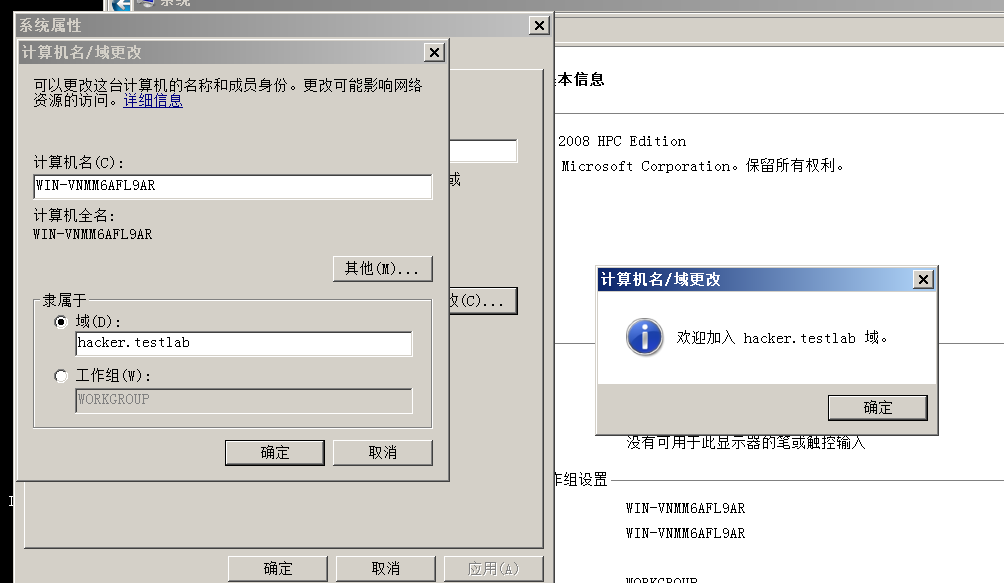 系统
系统属性
计算机名/域更改
可以更改这台计算机的名称和成员身份。更改可能影响网络
资源的访问。详细信息
计算机名(C):
WIN-VNMM6AFL9AR
计算机全名:
WIN-VNMM6AFL9AR
其他(M)...
隶属于
域(D):
hacker.testlab
工作组(W):
WORKGROUP
确定
取消
或
改(C)...
确定
取消
应用(A)
本信息
2008 HPC Edition
Microsoft Corporation。保留所有权利。
计算机名/域更改
欢迎加入 hacker.testlab 域。
确定
没有可用于此显示器的笔或触控输入
作组设置
WIN-VNMM6AFL9AR
WIN-VNMM6AFL9AR
WORKGROUP